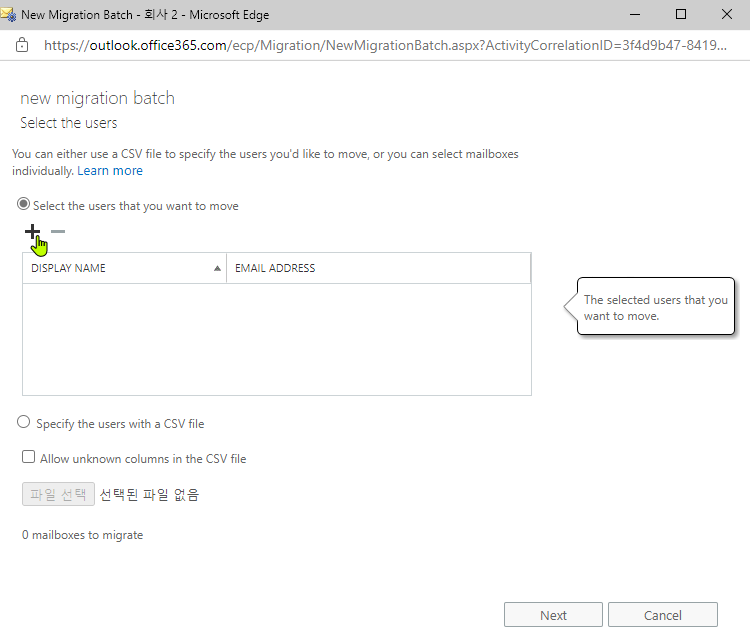 New Migration Batch - 회사 2 - Microsoft Edge
https://outlook.office365.com/ecp/Migration/NewMigrationBatch.aspx?ActivityCorrelationID=3f4d9b47-8419...
new migration batch
Select the users
You can either use a CSV file to specify the users you'd like to move, or you can select mailboxes
individually. Learn more
Select the users that you want to move
DISPLAY NAME
EMAIL ADDRESS
The selected users that you
want to move.
Specify the users with a CSV file
Allow unknown columns in the CSV file
파일 선택 선택된 파일 없음
0 mailboxes to migrate
Next
Cancel